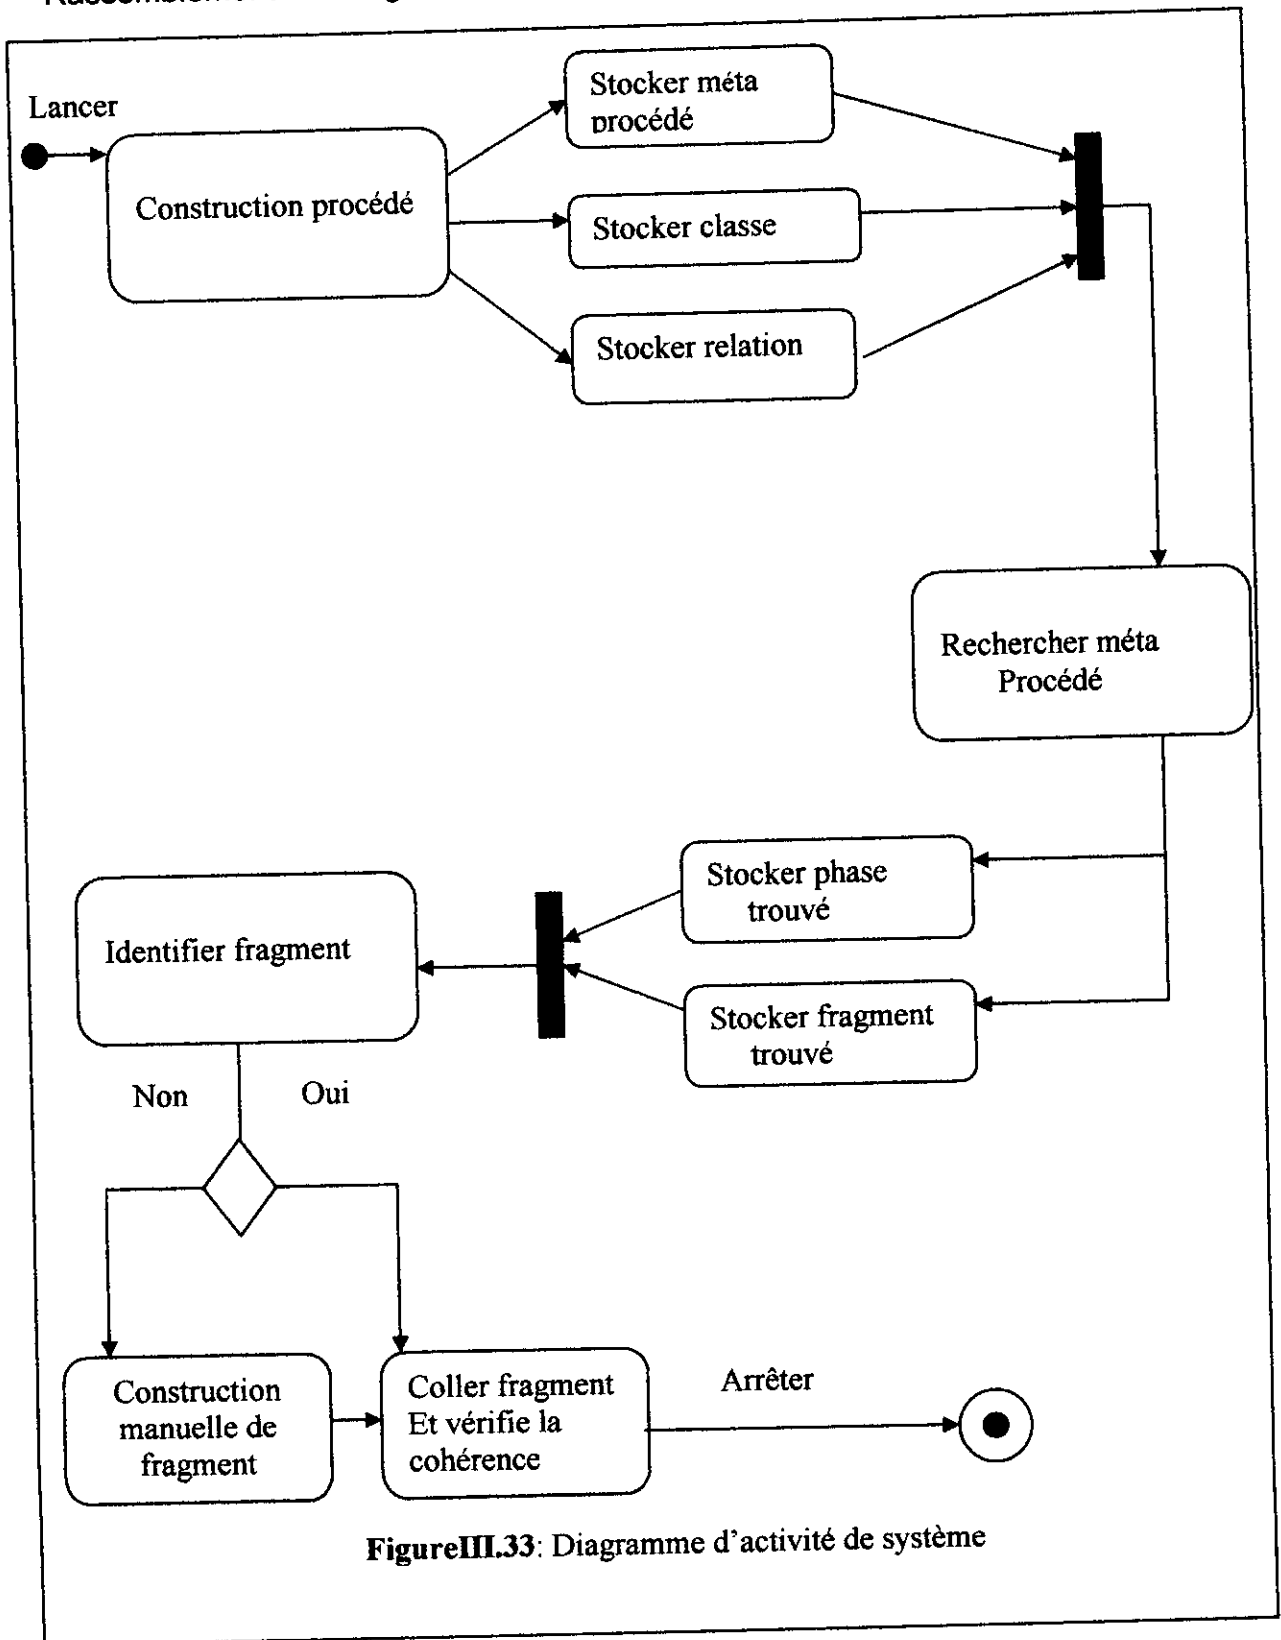 Lancer
Stocker méta
procédé
Construction procédé
Stocker classe
Stocker relation
Rechercher méta
Procédé
Stocker phase
trouvé
Identifier fragment
Stocker fragment
trouvé
Non
Oui
Construction
manuelle de
fragment
Coller fragment
Et vérifie la
cohérence
Arrêter
FigureIII.33: Diagramme d'activité de système